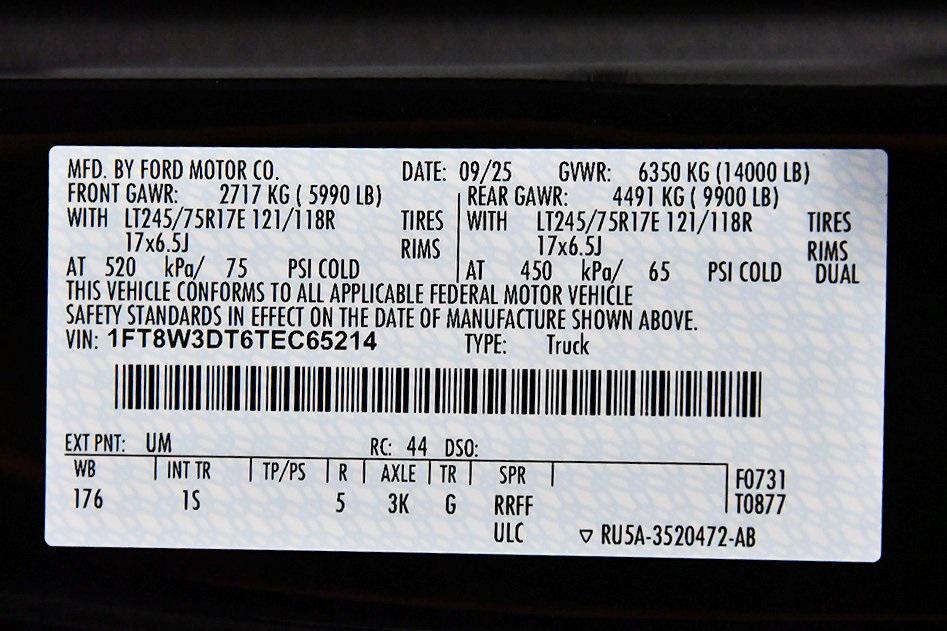 MFD. BY FORD MOTOR CO. DATE: 09/25 GVWR: 6350 KG (14000 LB)
FRONT GAWR: 2717 KG (5990 LB) REAR GAWR: 4491 KG (9900 LB)
WITH LT245/75R17E 121/118R TIRES WITH LT245/75R17E 121/118R TIRES
17x6.5J RIMS 17x6.5J RIMS
AT 520 kPa/ 75 PSI COLD AT 450 kPa/ 65 PSI COLD DUAL
THIS VEHICLE CONFORMS TO ALL APPLICABLE FEDERAL MOTOR VEHICLE
SAFETY STANDARDS IN EFFECT ON THE DATE OF MANUFACTURE SHOWN ABOVE.
VIN: 1FT8W3DT6TEC65214 TYPE: Truck
EXT PNT: UM RC: 44 DSO:
WB INT TR TP/PS R AXLE TR SPR F0731
176 1S 5 3K G RRFF T0877
ULC ▽ RU5A-3520472-AB